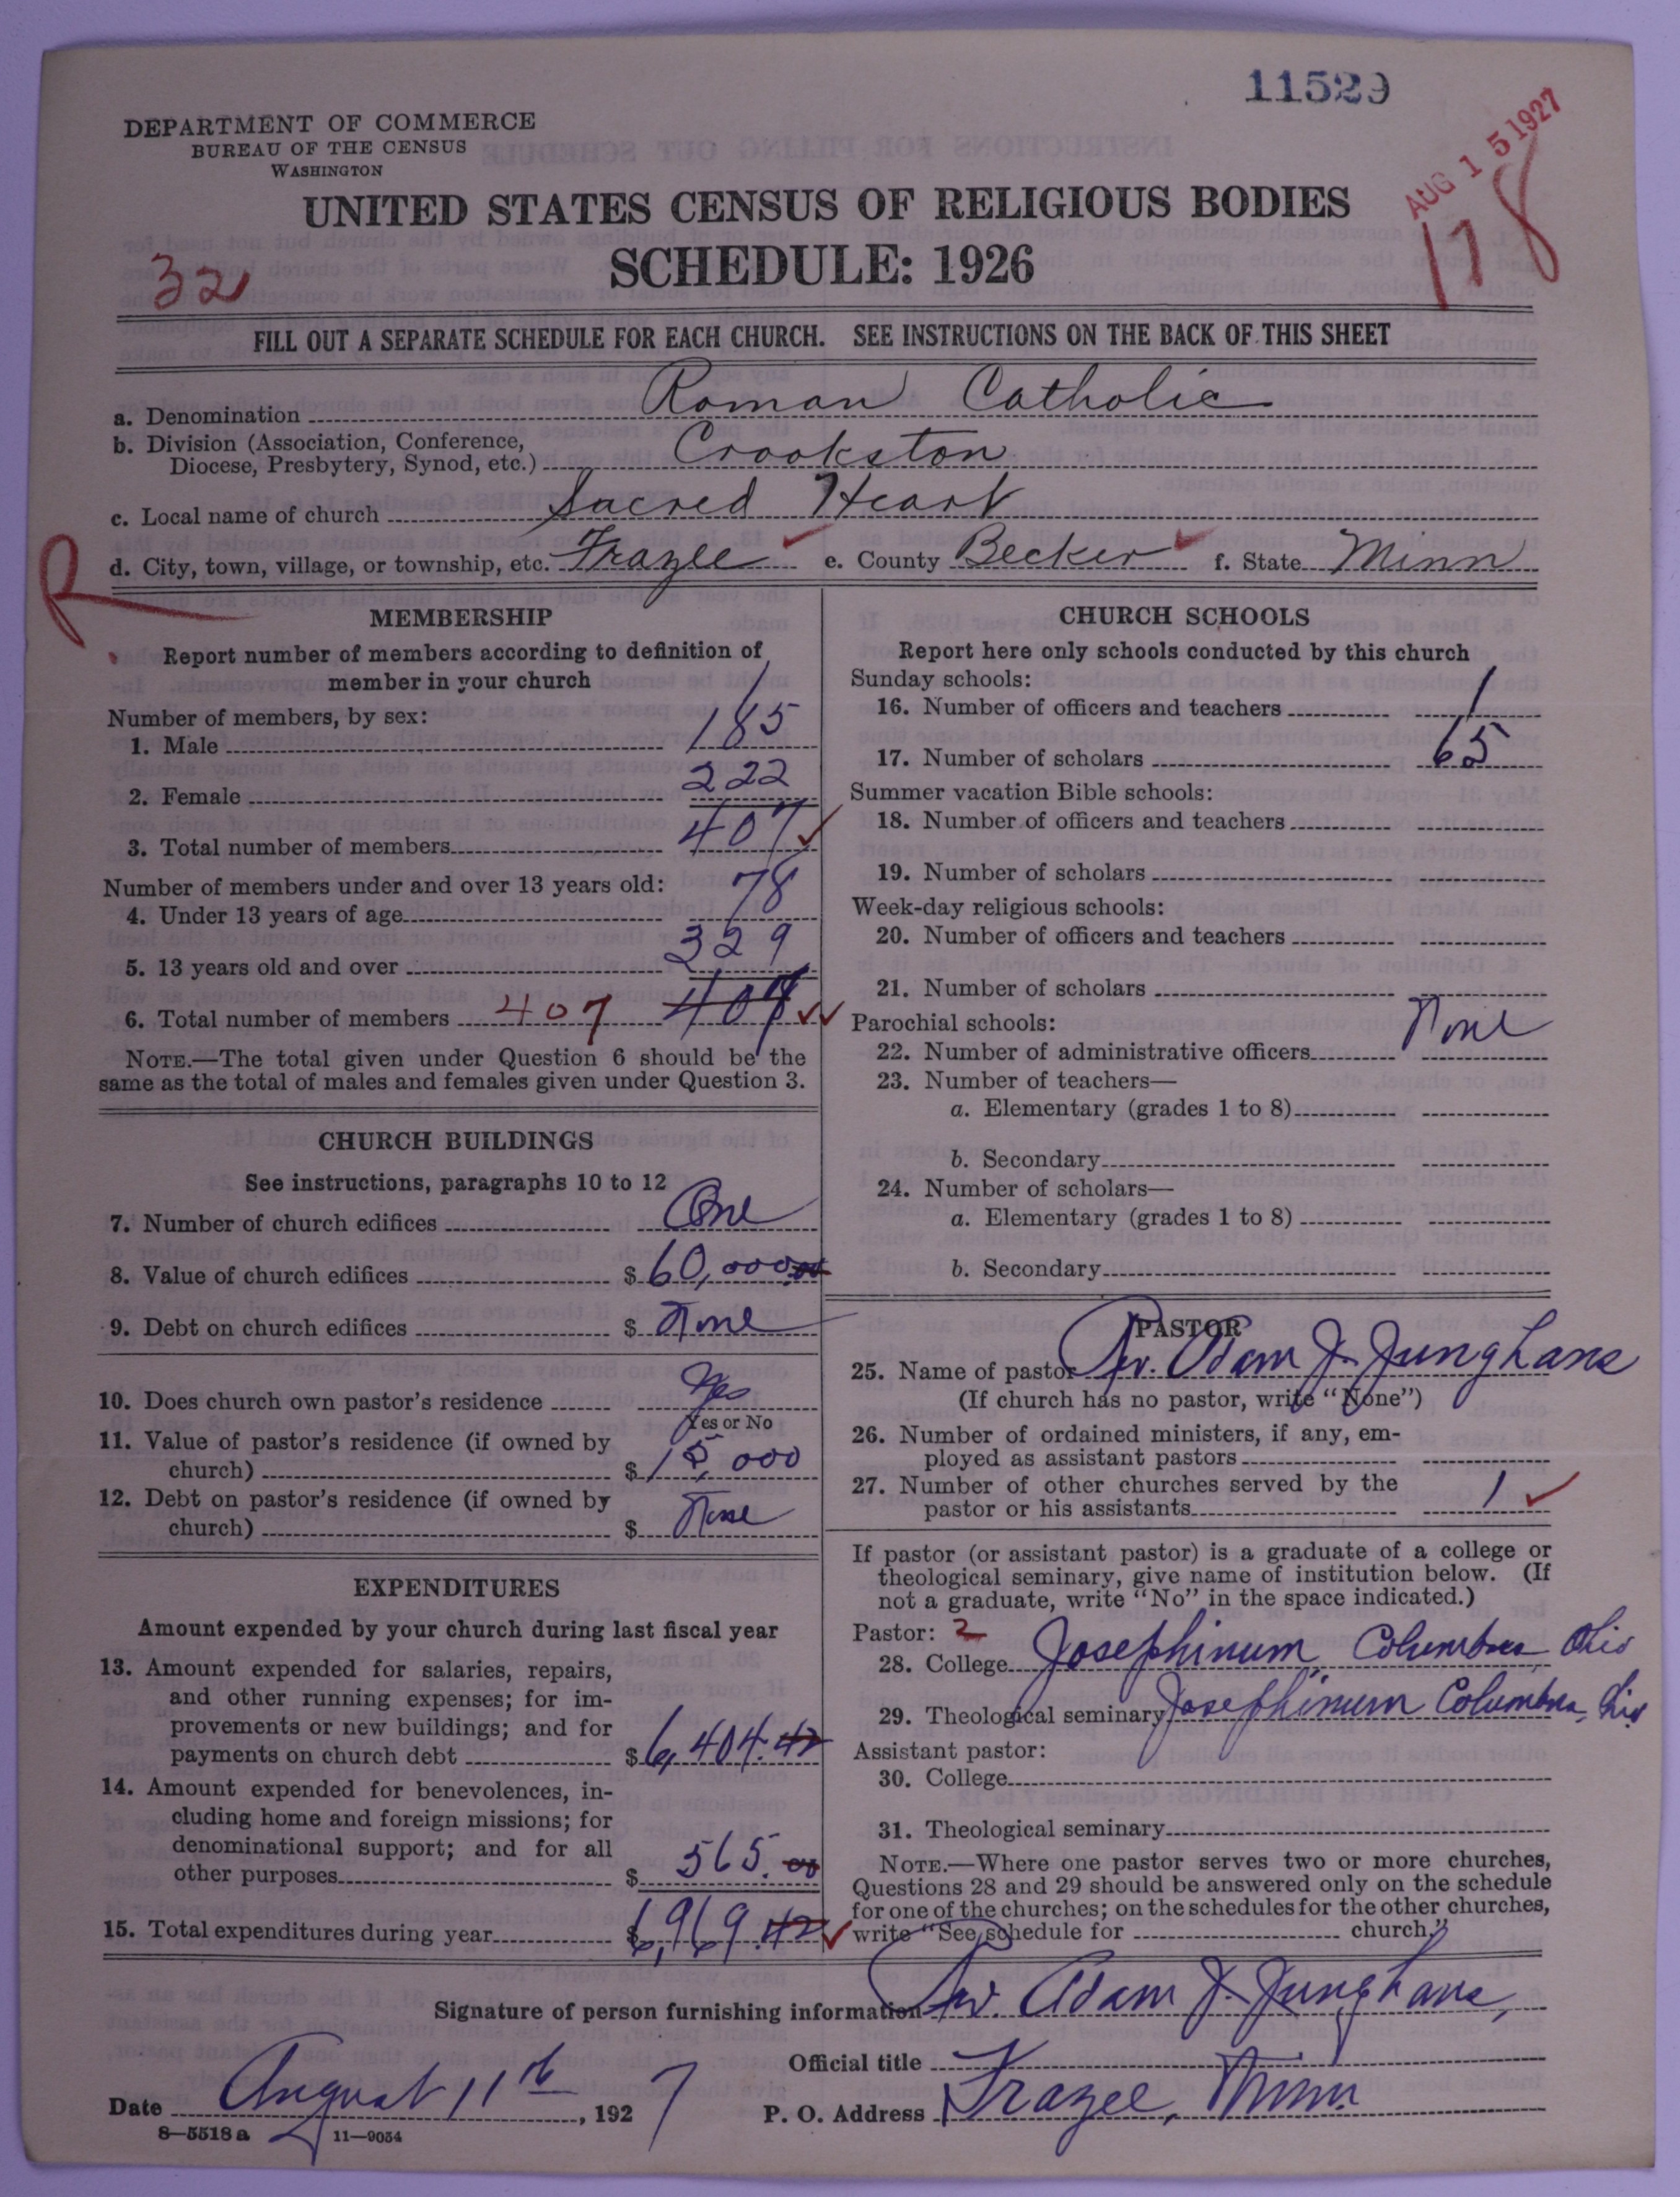 11529
DEPARTMENT OF COMMERCE
BUREAU OF THE CENSUS
WASHINGTON
AUG 15 1927
178
UNITED STATES CENSUS OF RELIGIOUS BODIES
SCHEDULE: 1926
32
FILL OUT A SEPARATE SCHEDULE FOR EACH CHURCH. SEE INSTRUCTIONS ON THE BACK OF THIS SHEET
a. Denomination Roman Catholic
b. Division (Association, Conference, Diocese, Presbytery, Synod, etc.) Crookston
c. Local name of church Sacred Heart
d. City, town, village, or township, etc. Frazee e. County Becker f. State Minn
R
MEMBERSHIP
Report number of members according to definition of
member in your church
Number of members, by sex:
1. Male 185
2. Female 222
3. Total number of members 407
Number of members under and over 13 years old:
4. Under 13 years of age 78
5. 13 years old and over 329
6. Total number of members 407 407
NOTE.—The total given under Question 6 should be the
same as the total of males and females given under Question 3.
CHURCH BUILDINGS
See instructions, paragraphs 10 to 12
7. Number of church edifices One
8. Value of church edifices $ 60,000.00
9. Debt on church edifices $ None
10. Does church own pastor's residence Yes
Yes or No
11. Value of pastor's residence (if owned by
church) $ 15,000
12. Debt on pastor's residence (if owned by
church) $ None
EXPENDITURES
Amount expended by your church during last fiscal year
13. Amount expended for salaries, repairs,
and other running expenses; for im-
provements or new buildings; and for
payments on church debt $ 6,404.42
14. Amount expended for benevolences, in-
cluding home and foreign missions; for
denominational support; and for all
other purposes $ 565.00
15. Total expenditures during year $ 6,969.42
CHURCH SCHOOLS
Report here only schools conducted by this church
Sunday schools:
16. Number of officers and teachers 1
17. Number of scholars 65
Summer vacation Bible schools:
18. Number of officers and teachers
19. Number of scholars
Week-day religious schools:
20. Number of officers and teachers
21. Number of scholars
Parochial schools:
22. Number of administrative officers None
23. Number of teachers—
a. Elementary (grades 1 to 8)
b. Secondary
24. Number of scholars—
a. Elementary (grades 1 to 8)
b. Secondary
PASTOR
25. Name of pastor Rev. Adam J. Junghans
(If church has no pastor, write "None")
26. Number of ordained ministers, if any, em-
ployed as assistant pastors
27. Number of other churches served by the
pastor or his assistants 1
If pastor (or assistant pastor) is a graduate of a college or
theological seminary, give name of institution below. (If
not a graduate, write "No" in the space indicated.)
Pastor: 2
28. College Josephinum, Columbus, Ohio
29. Theological seminary Josephinum Columbus, Ohio
Assistant pastor:
30. College
31. Theological seminary
NOTE.—Where one pastor serves two or more churches,
Questions 28 and 29 should be answered only on the schedule
for one of the churches; on the schedules for the other churches,
write "See schedule for church."
Signature of person furnishing information Rev. Adam J. Junghans,
Official title
Date August 11th, 1927 P. O. Address Frazee, Minn.
8—5518 a 11—9054